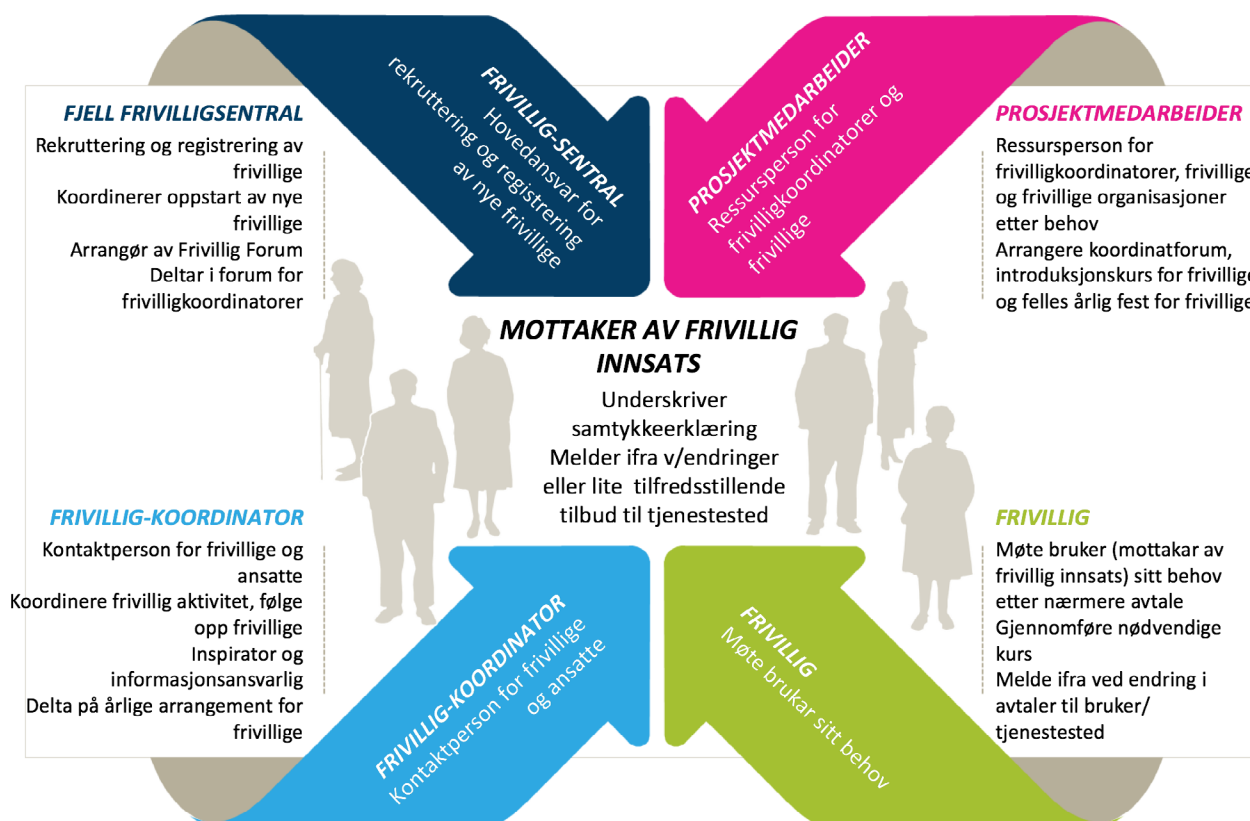 FJELL FRIVILLIGSENTRAL
Rekruttering og registrering av
frivillige
Koordinerer oppstart av nye
frivillige
Arrangør av Frivillig Forum
Deltar i forum for
frivilligkoordinatorer
FRIVILLIG-SENTRAL
Hovedansvar for
rekruttering og registrering
av nye frivillige
PROSJEKTMEDARBEIDER
Ressursperson for
frivilligkoordinatorer og
frivillige
PROSJEKTMEDARBEIDER
Ressursperson for
frivilligkoordinatorer, frivillige
og frivillige organisasjoner
etter behov
Arrangere koordinatforum,
introduksjonskurs for frivillige
og felles årlig fest for frivillige
MOTTAKER AV FRIVILLIG
INNSATS
Underskriver
samtykkeerklæring
Melder ifra v/endringer
eller lite tilfredsstillende
tilbud til tjenestested
FRIVILLIG-KOORDINATOR
Kontaktperson for frivillige og
ansatte
Koordinere frivillig aktivitet, følge
opp frivillige
Inspirator og
informasjonsansvarlig
Delta på årlige arrangement for
frivillige
FRIVILLIG-KOORDINATOR
Kontaktperson for frivillige
og ansatte
FRIVILLIG
Møte brukar sitt behov
FRIVILLIG
Møte bruker (mottakar av
frivillig innsats) sitt behov
etter nærmere avtale
Gjennomføre nødvendige
kurs
Melde ifra ved endring i
avtaler til bruker/
tjenestested